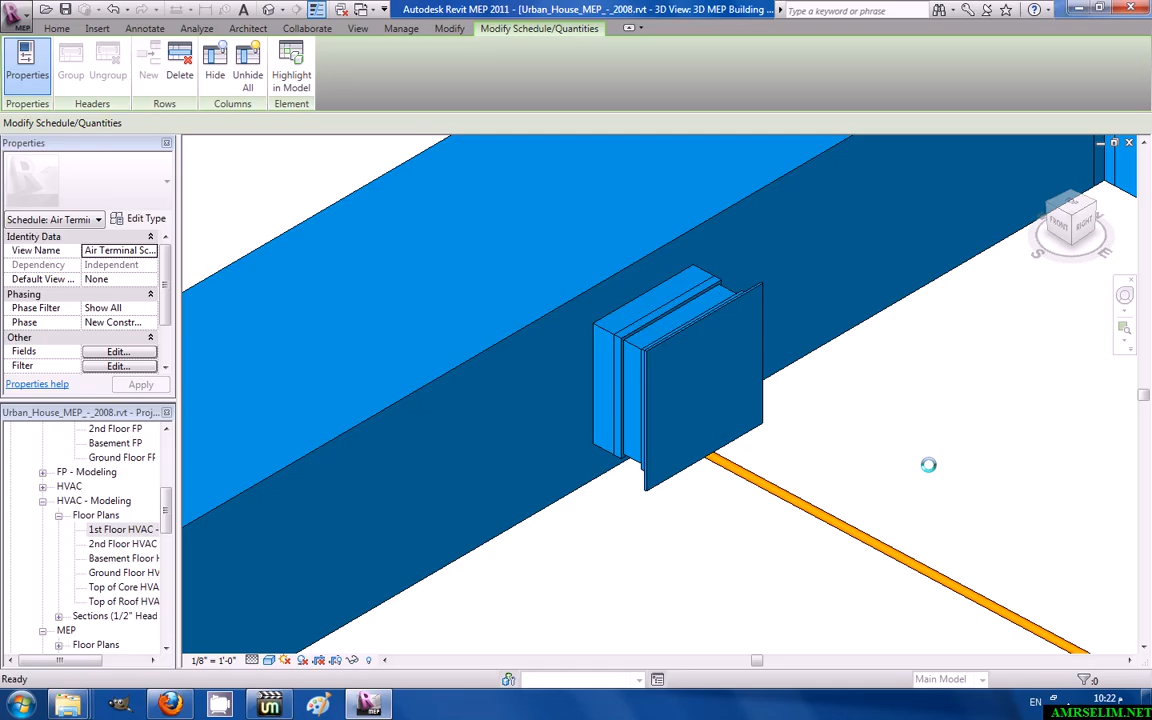 Autodesk Revit MEP 2011 - [Urban_House_MEP_-_2008.rvt - 3D View: 3D MEP Building ...
Type a keyword or phrase
MEP
Home Insert Annotate Analyze Architect Collaborate View Manage Modify Modify Schedule/Quantities
Properties Group Ungroup New Delete Hide Unhide All Highlight in Model
Properties Headers Rows Columns Element
Modify Schedule/Quantities
Properties
Schedule: Air Termi
Edit Type
Identity Data
View Name Air Terminal Sc...
Dependency Independent
Default View ... None
Phasing
Phase Filter Show All
Phase New Constr...
Other
Fields Edit...
Filter Edit...
Properties help Apply
Urban_House_MEP_-_2008.rvt - Proj...
2nd Floor FP
Basement FP
Ground Floor FF
FP - Modeling
HVAC
HVAC - Modeling
Floor Plans
1st Floor HVAC -
2nd Floor HVAC
Basement Floor H
Ground Floor HV
Top of Core HVA
Top of Roof HVA
Sections (1/2" Head
MEP
Floor Plans
FRONT RIGHT
S E
1/8" = 1'-0"
Ready
Main Model
:0
EN
10:22 م
AMRSELIM.NET